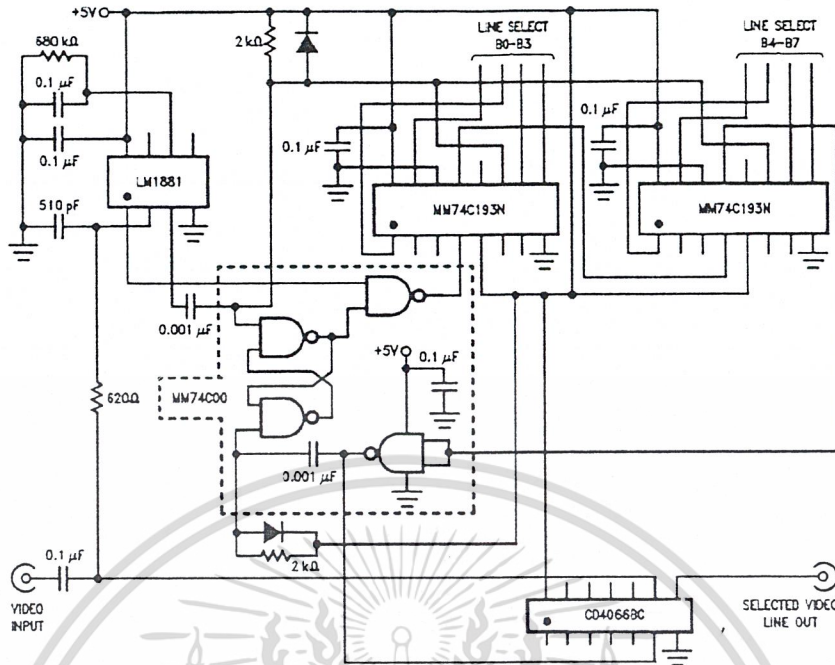 +5V
680 kΩ
0.1 µF
0.1 µF
510 pF
LM1881
2 kΩ
LINE SELECT
B0-B3
LINE SELECT
B4-B7
0.1 µF
0.1 µF
MM74C193N
MM74C193N
0.001 µF
+5V
0.1 µF
MM74C00
620Ω
0.001 µF
2 kΩ
0.1 µF
VIDEO
INPUT
CD4066BC
SELECTED VIDEO
LINE OUT